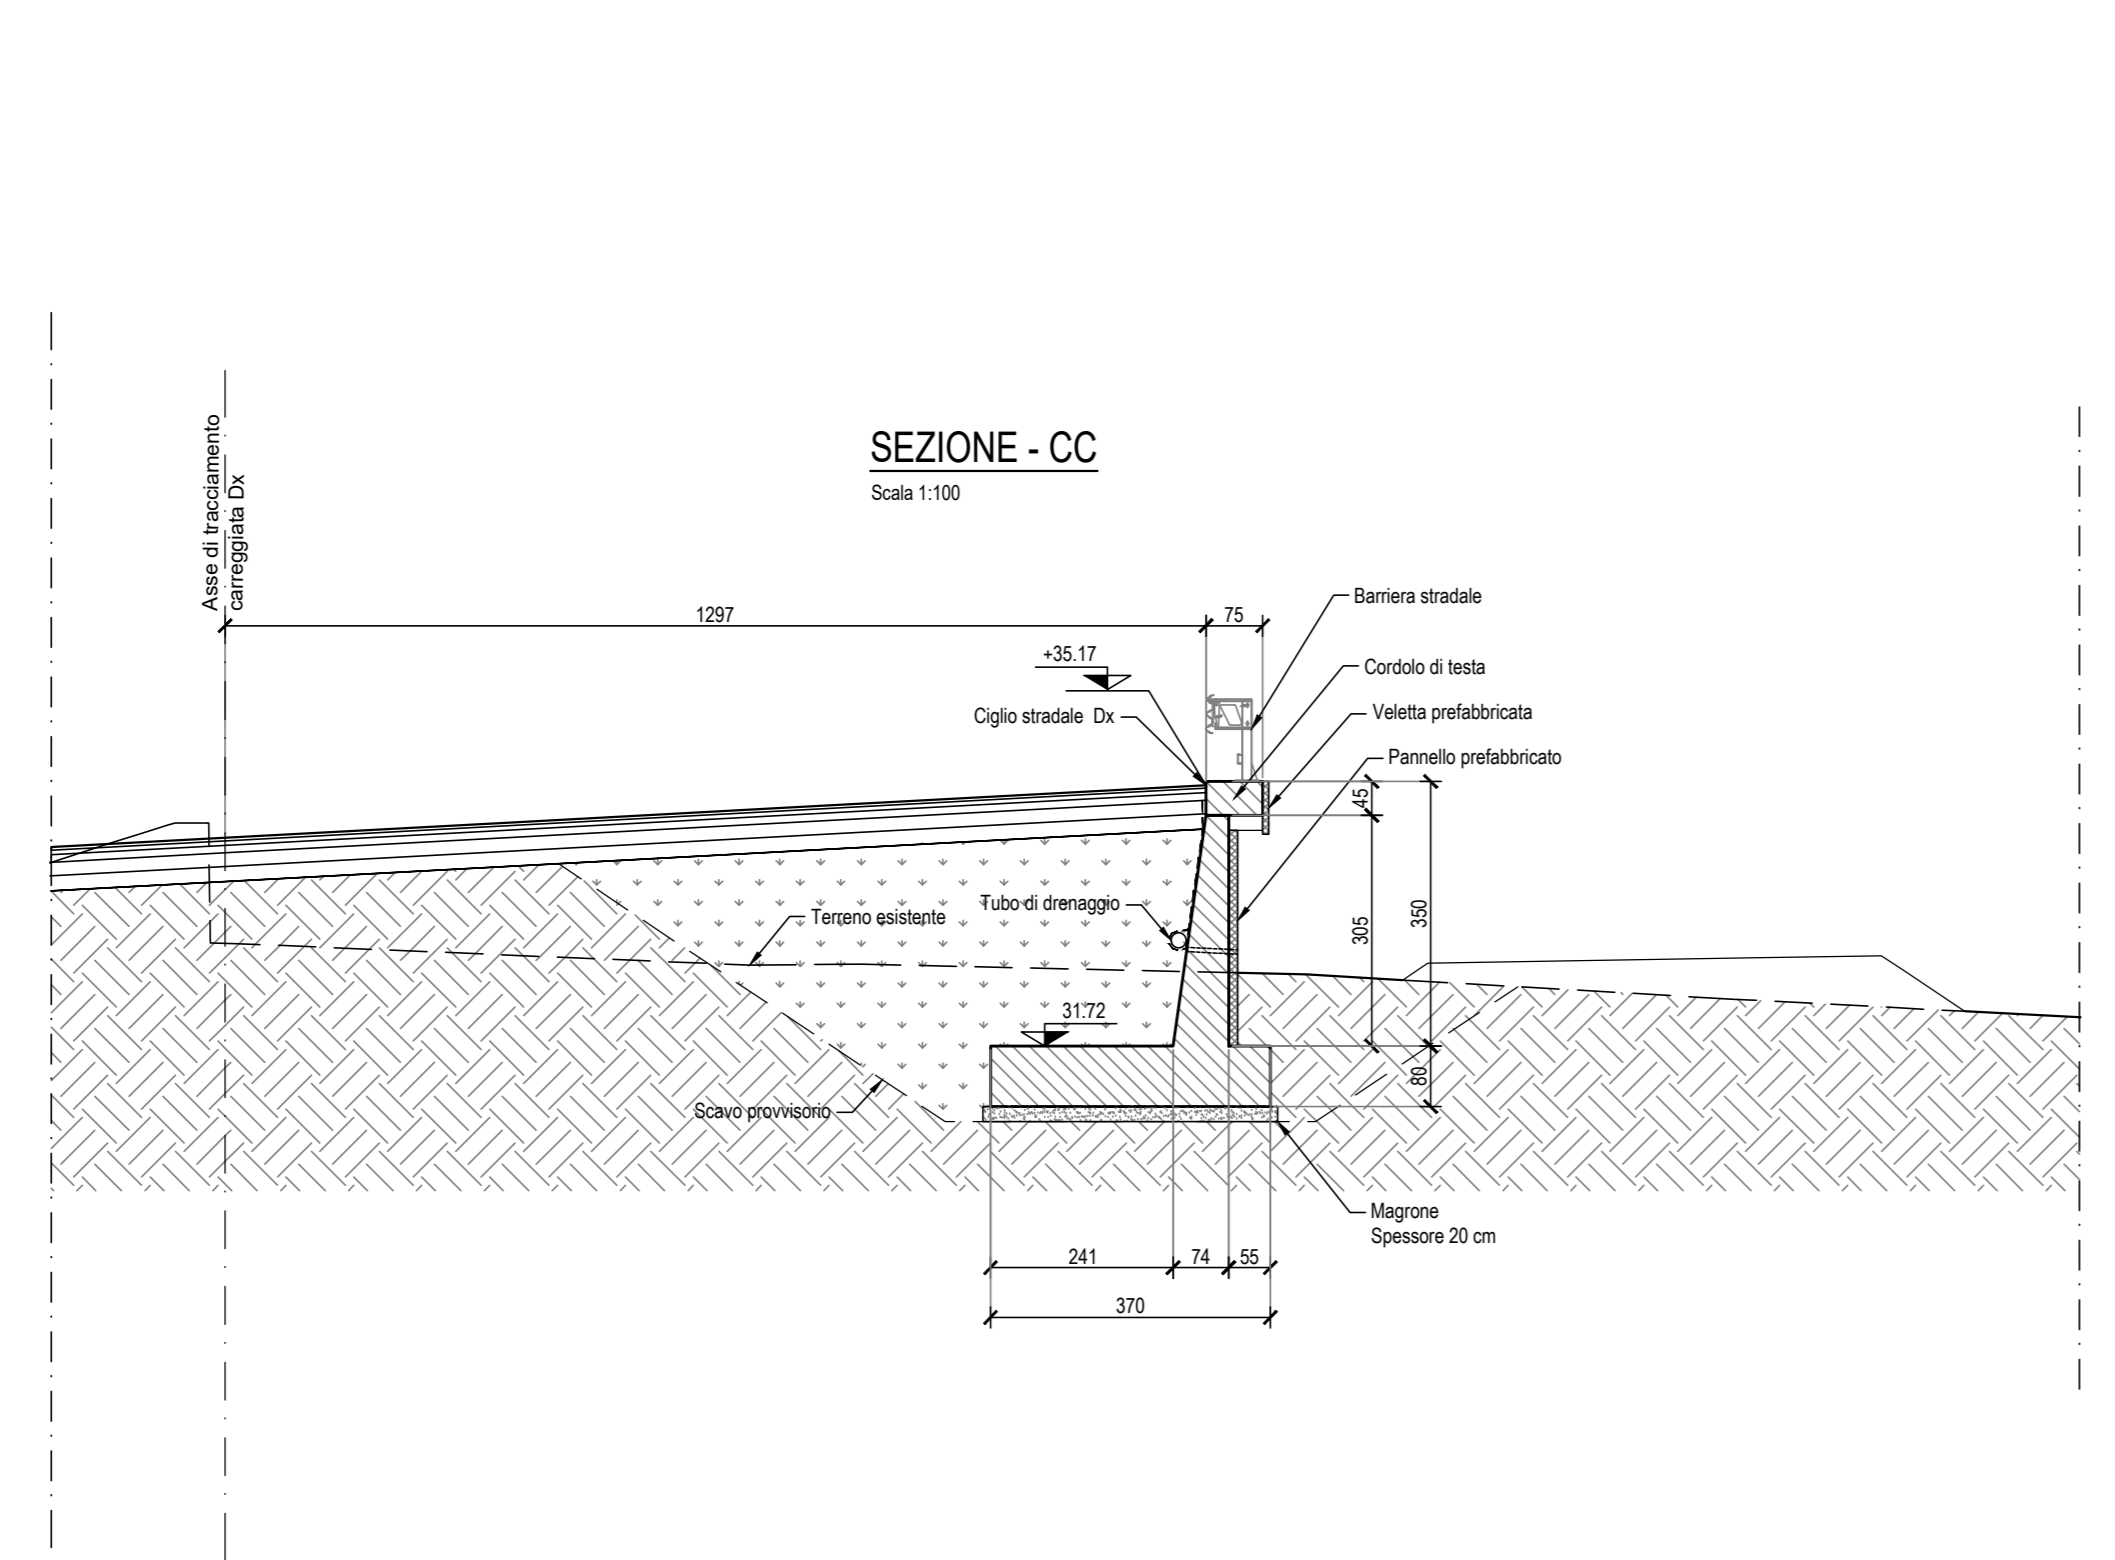 SEZIONE - CC
Scala 1:100
Asse di tracciamento
carreggiata Dx
1297
75
Barriera stradale
+35.17
Cordolo di testa
Ciglio stradale Dx
Veletta prefabbricata
Pannello prefabbricato
45
Tubo di drenaggio
Terreno esistente
305
350
31.72
80
Scavo provvisorio
Magrone
Spessore 20 cm
241
74
55
370